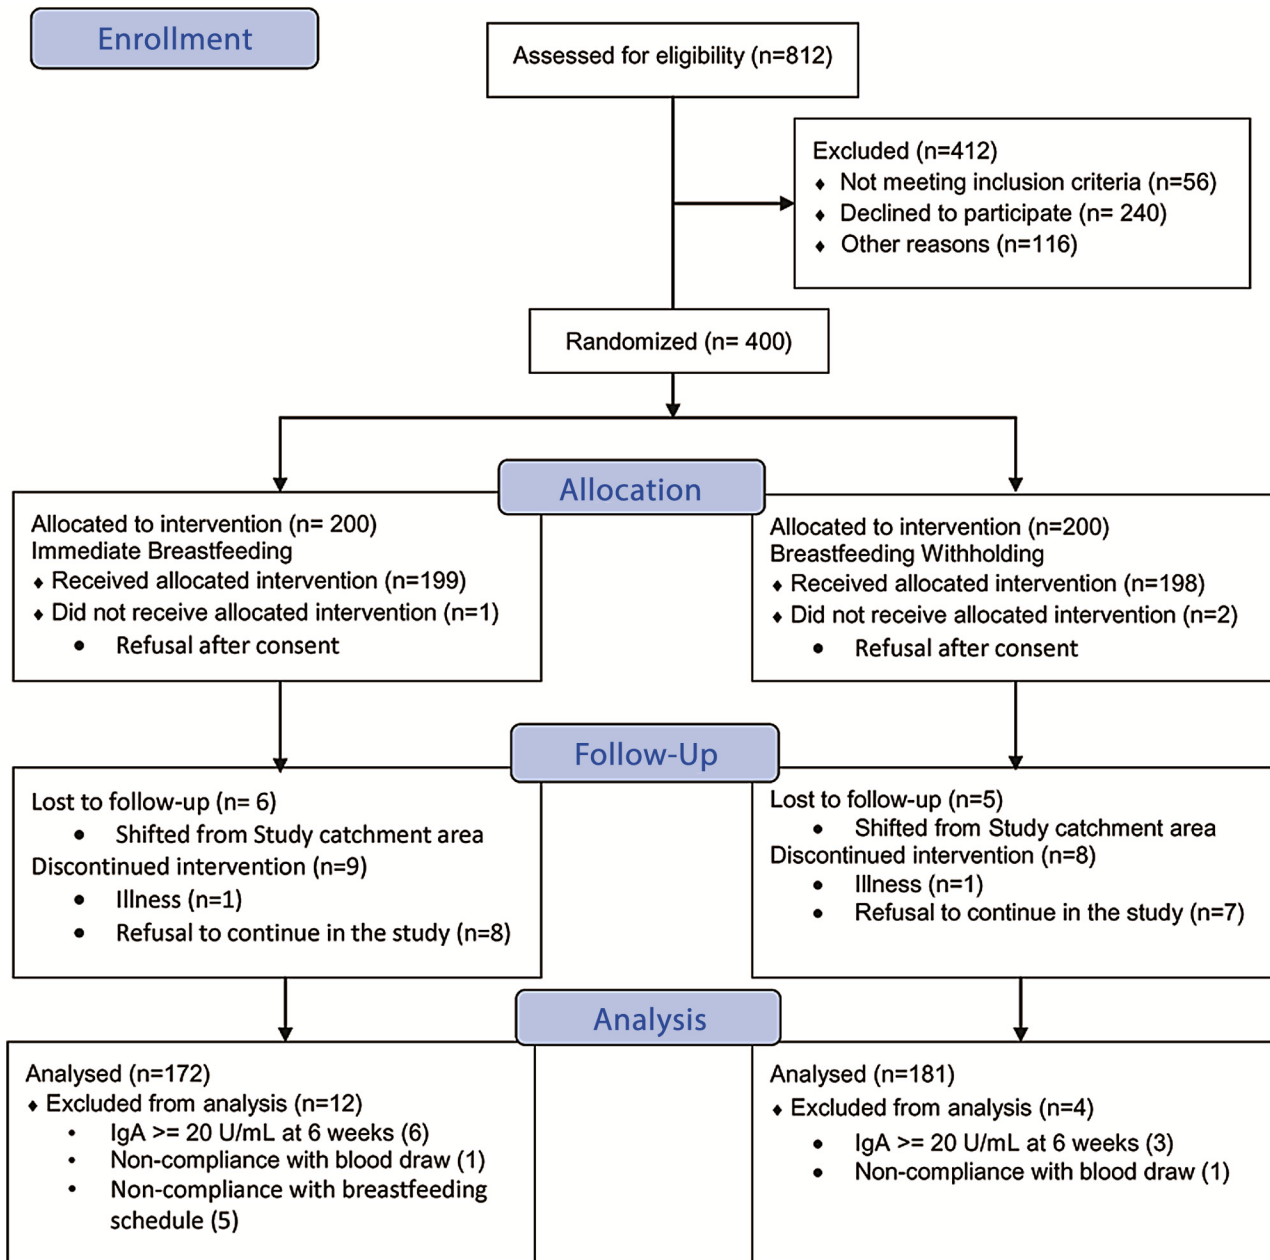 Enrollment
Assessed for eligibility (n=812)
Excluded (n=412)
♦ Not meeting inclusion criteria (n=56)
♦ Declined to participate (n= 240)
♦ Other reasons (n=116)
Randomized (n= 400)
Allocation
Allocated to intervention (n= 200)
Immediate Breastfeeding
♦ Received allocated intervention (n=199)
♦ Did not receive allocated intervention (n=1)
• Refusal after consent
Allocated to intervention (n=200)
Breastfeeding Withholding
♦ Received allocated intervention (n=198)
♦ Did not receive allocated intervention (n=2)
• Refusal after consent
Follow-Up
Lost to follow-up (n= 6)
• Shifted from Study catchment area
Discontinued intervention (n=9)
• Illness (n=1)
• Refusal to continue in the study (n=8)
Lost to follow-up (n=5)
• Shifted from Study catchment area
Discontinued intervention (n=8)
• Illness (n=1)
• Refusal to continue in the study (n=7)
Analysis
Analysed (n=172)
♦ Excluded from analysis (n=12)
• IgA >= 20 U/mL at 6 weeks (6)
• Non-compliance with blood draw (1)
• Non-compliance with breastfeeding
schedule (5)
Analysed (n=181)
♦ Excluded from analysis (n=4)
• IgA >= 20 U/mL at 6 weeks (3)
• Non-compliance with blood draw (1)